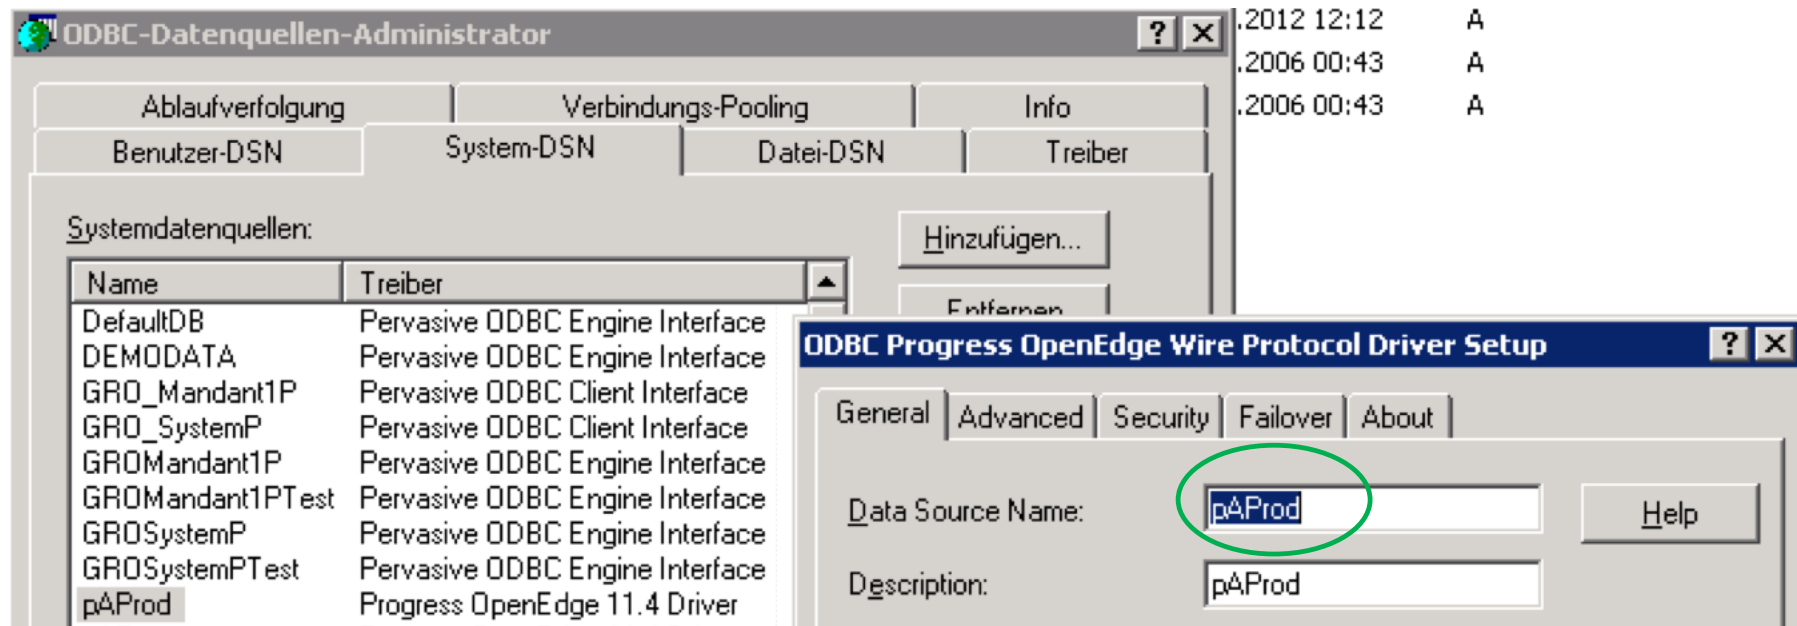 ODBC-Datenquellen-Administrator
.2012 12:12 A
.2006 00:43 A
.2006 00:43 A
Ablaufverfolgung Verbindungs-Pooling Info
Benutzer-DSN System-DSN Datei-DSN Treiber
Systemdatenquellen:
Hinzufügen...
Entfernen
Name Treiber
DefaultDB Pervasive ODBC Engine Interface
DEMODATA Pervasive ODBC Engine Interface
GRO_Mandant1P Pervasive ODBC Client Interface
GRO_SystemP Pervasive ODBC Client Interface
GROMandant1P Pervasive ODBC Engine Interface
GROMandant1PTest Pervasive ODBC Engine Interface
GROSystemP Pervasive ODBC Engine Interface
GROSystemPTest Pervasive ODBC Engine Interface
pAProd Progress OpenEdge 11.4 Driver
ODBC Progress OpenEdge Wire Protocol Driver Setup
General Advanced Security Failover About
Data Source Name: pAProd Help
Description: pAProd